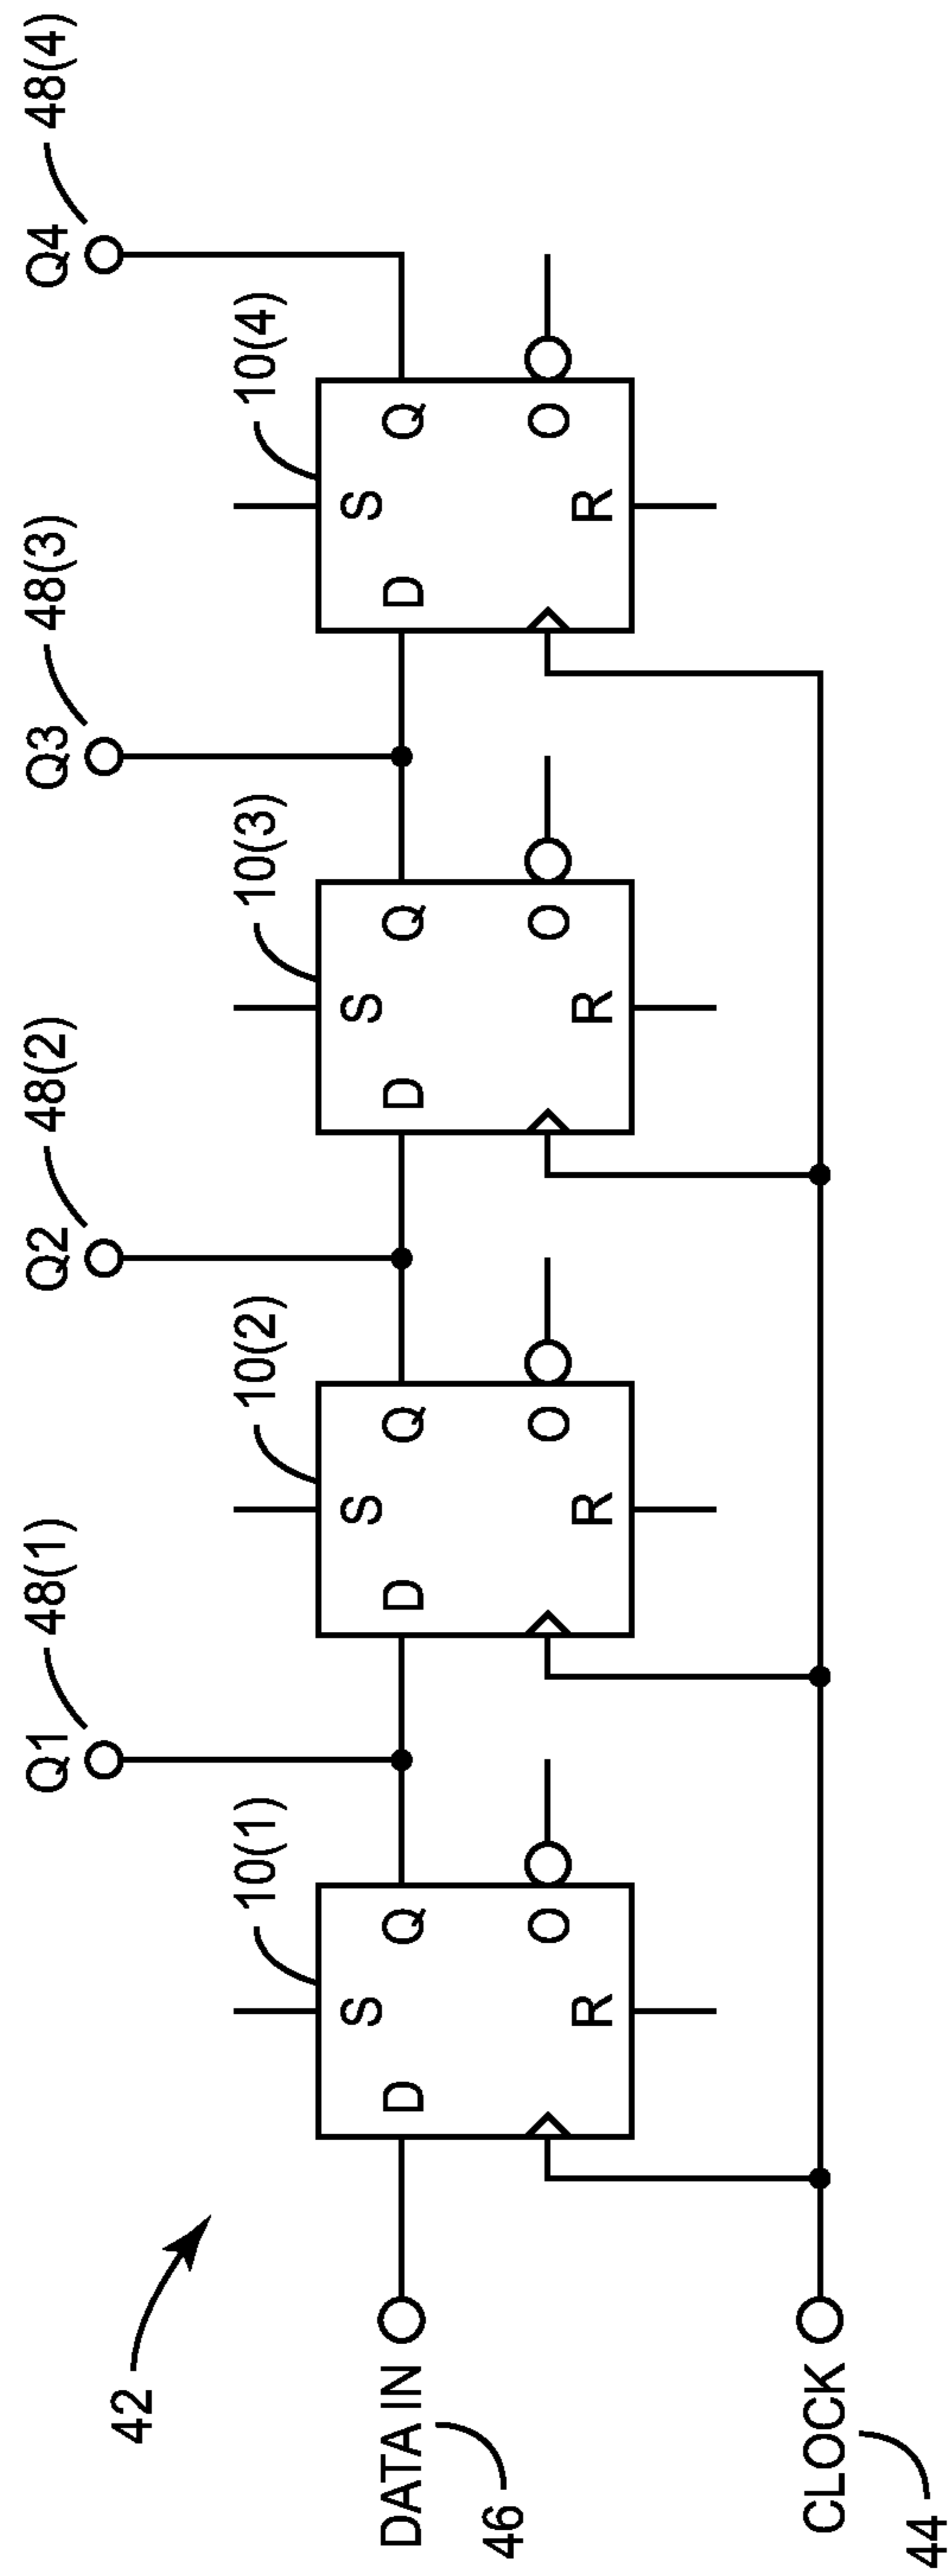 Q1 48(1)
Q2 48(2)
Q3 48(3)
Q4 48(4)
10(1)
10(2)
10(3)
10(4)
42
S
S
S
S
DATA IN
D Q
D Q
D Q
D Q
46
O
O
O
O
R
R
R
R
CLOCK
44